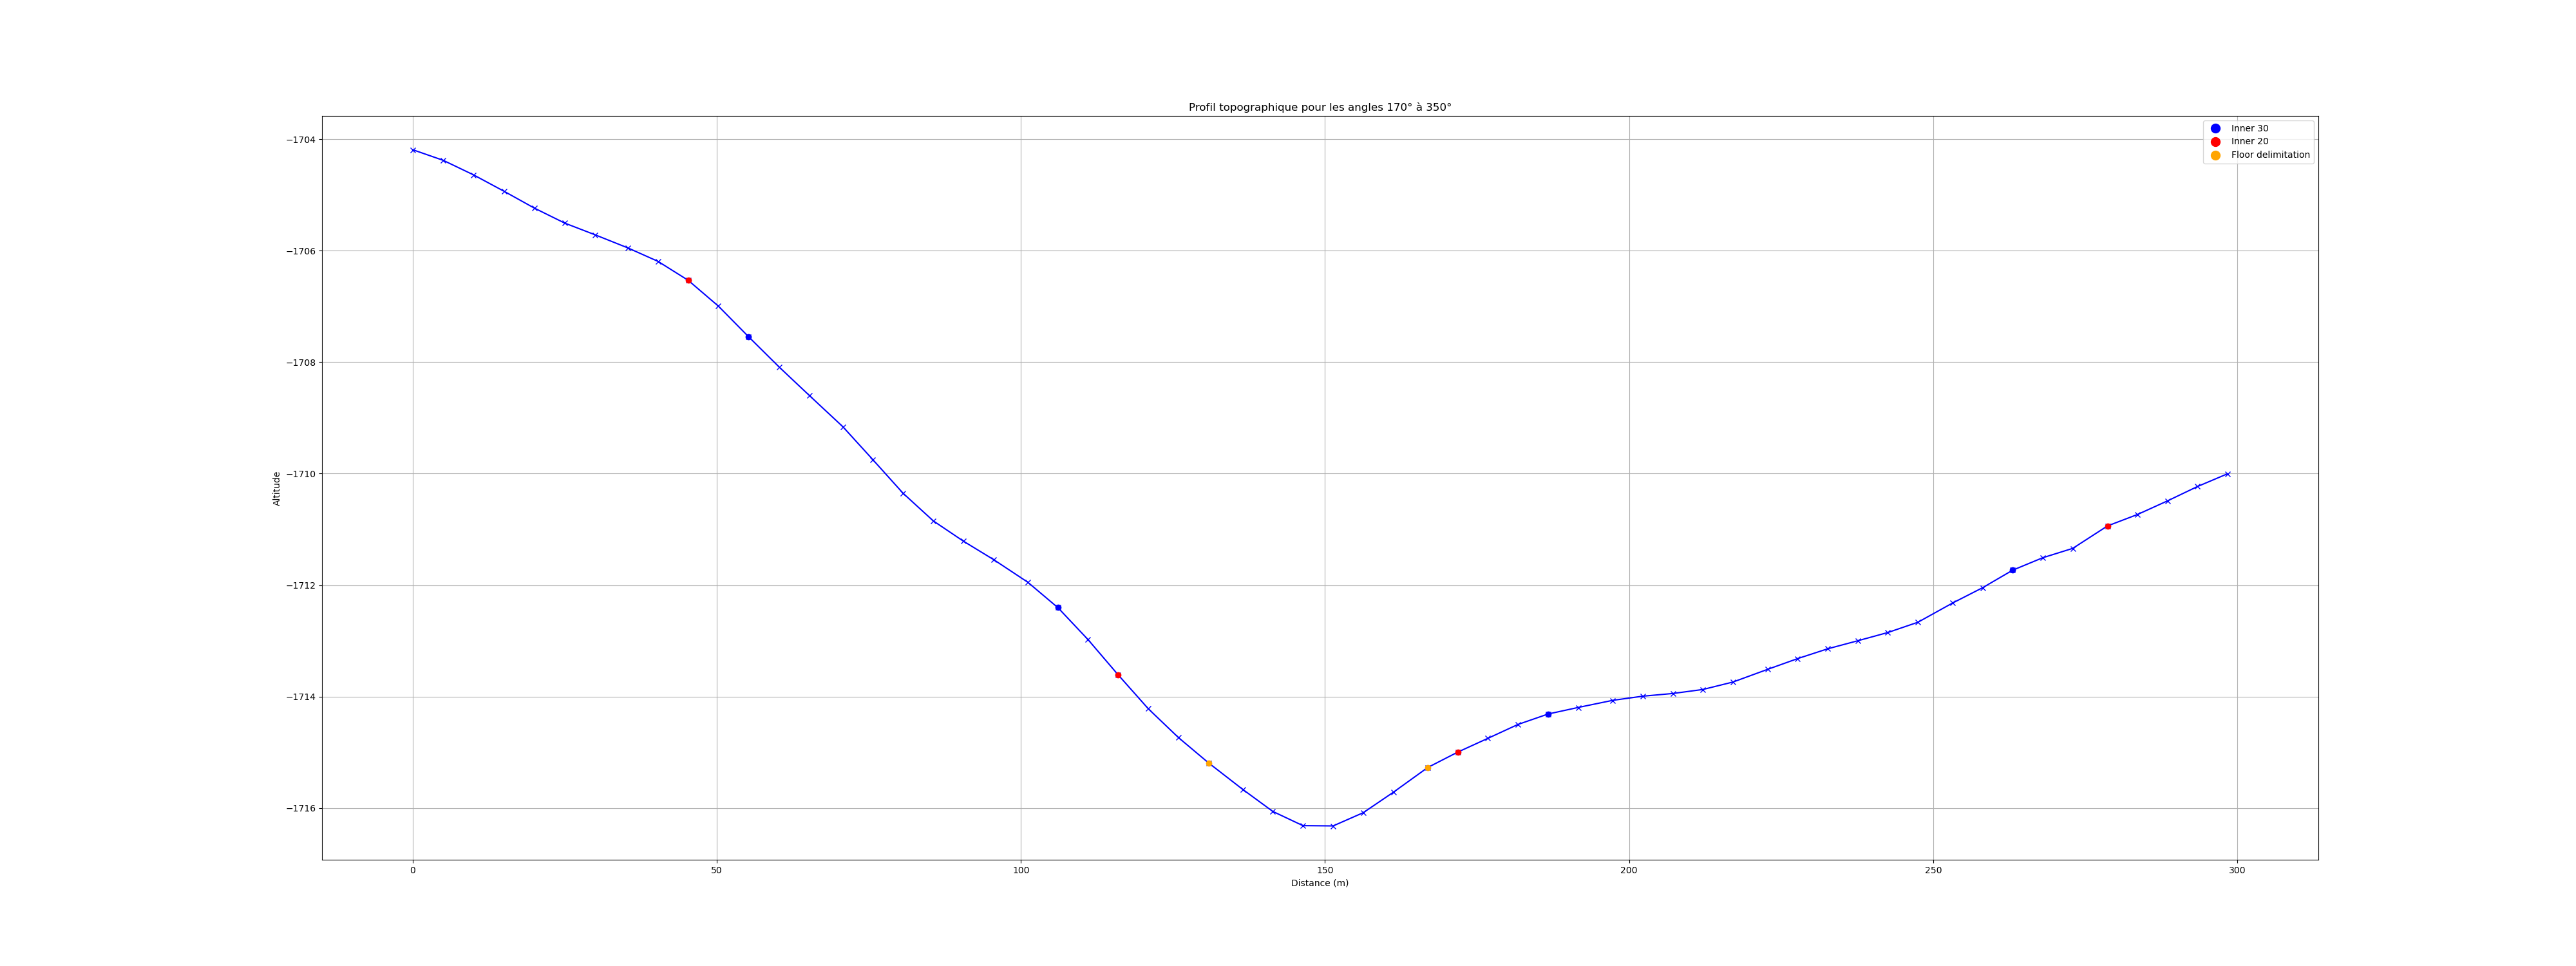 Profil topographique pour les angles 170° à 350°
Inner 30
Inner 20
Floor delimitation
Altitude
−1704
−1706
−1708
−1710
−1712
−1714
−1716
0 50 100 150 200 250 300
Distance (m)